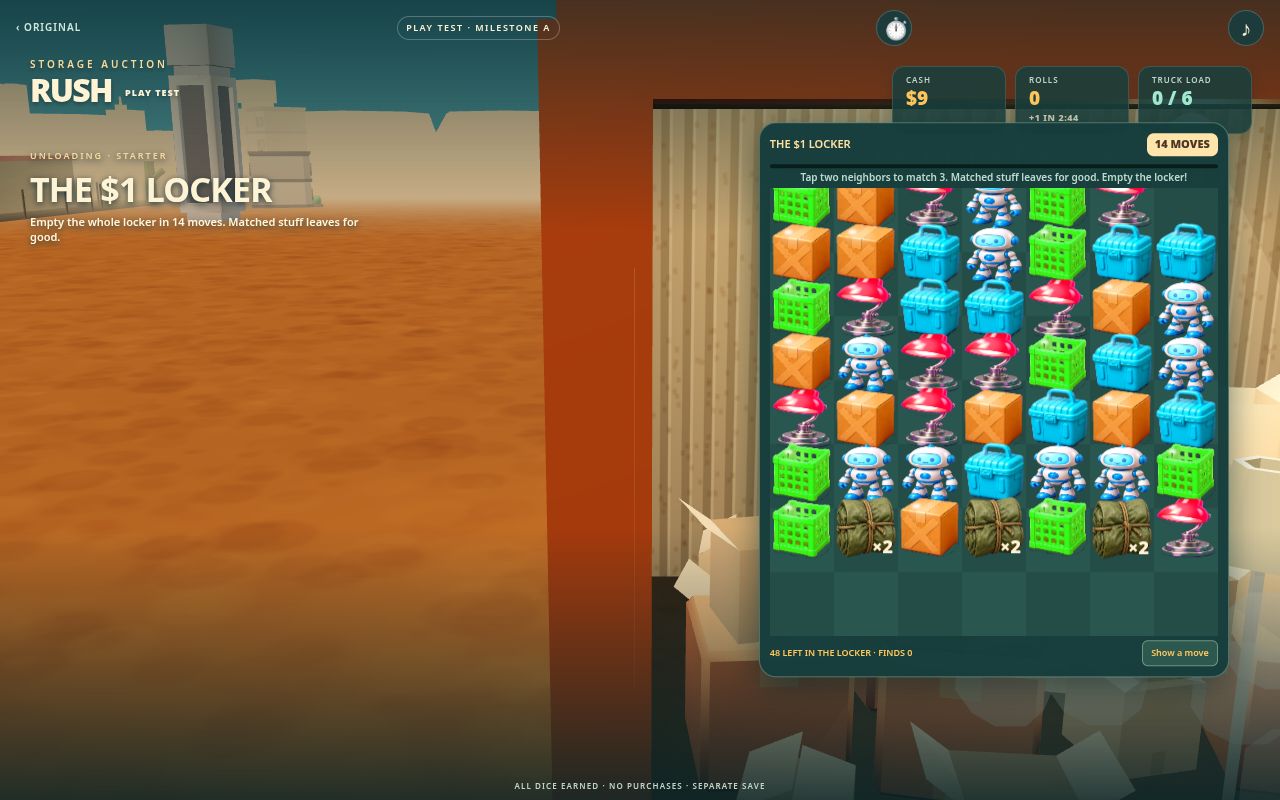 ‹ ORIGINAL
PLAY TEST · MILESTONE A
STORAGE AUCTION
RUSH PLAY TEST
UNLOADING · STARTER
THE $1 LOCKER
Empty the whole locker in 14 moves. Matched stuff leaves for
good.
CASH
$9
ROLLS
0
+1 IN 2:44
TRUCK LOAD
0 / 6
THE $1 LOCKER
14 MOVES
Tap two neighbors to match 3. Matched stuff leaves for good. Empty the locker!
×2
×2
×2
48 LEFT IN THE LOCKER · FINDS 0
Show a move
ALL DICE EARNED · NO PURCHASES · SEPARATE SAVE